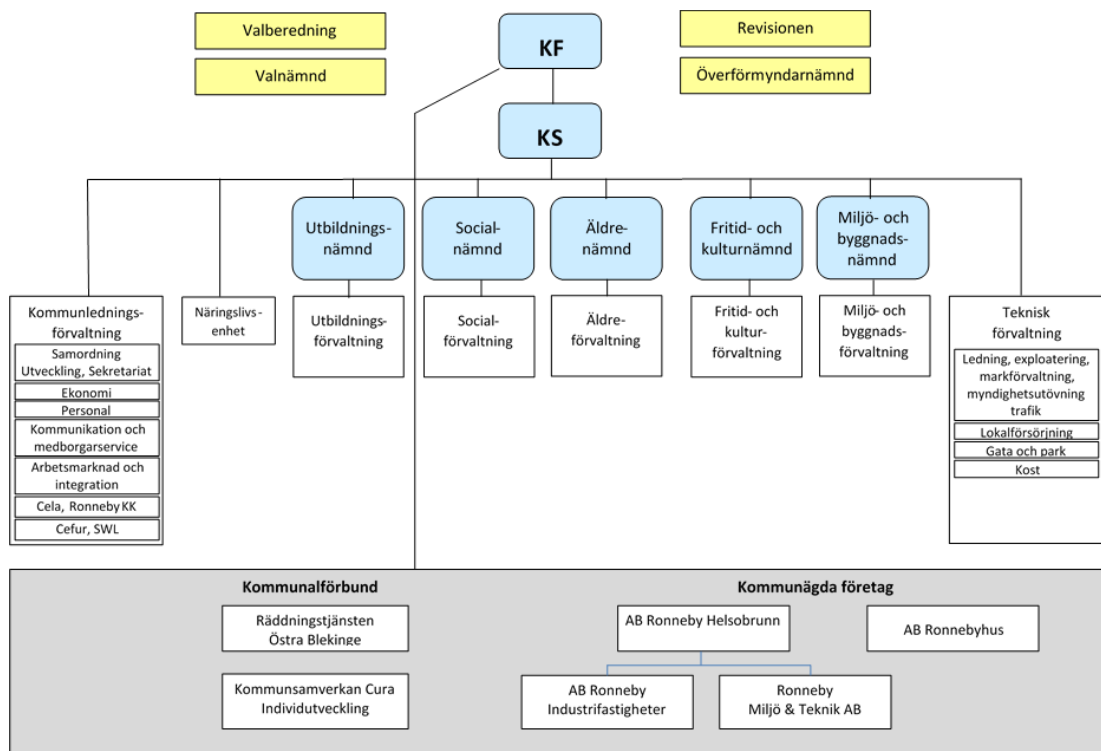 Valberedning
Valnämnd
KF
Revisionen
Överförmyndarnämnd
KS
Utbildnings-
nämnd
Social-
nämnd
Äldre-
nämnd
Fritid- och
kulturnämnd
Miljö- och
byggnads-
nämnd
Kommunlednings-
förvaltning
Samordning
Utveckling, Sekretariat
Ekonomi
Personal
Kommunikation och
medborgarservice
Arbetsmarknad och
integration
Cela, Ronneby KK
Cefur, SWL
Näringslivs-
enhet
Utbildnings-
förvaltning
Social-
förvaltning
Äldre-
förvaltning
Fritid- och
kultur-
förvaltning
Miljö- och
byggnads-
förvaltning
Teknisk
förvaltning
Ledning, exploatering,
markförvaltning,
myndighetsutövning
trafik
Lokalförsörjning
Gata och park
Kost
Kommunalförbund
Räddningstjänsten
Östra Blekinge
Kommunsamverkan Cura
Individutveckling
Kommunägda företag
AB Ronneby Helsobrunn
AB Ronnebyhus
AB Ronneby
Industrifastigheter
Ronneby
Miljö & Teknik AB